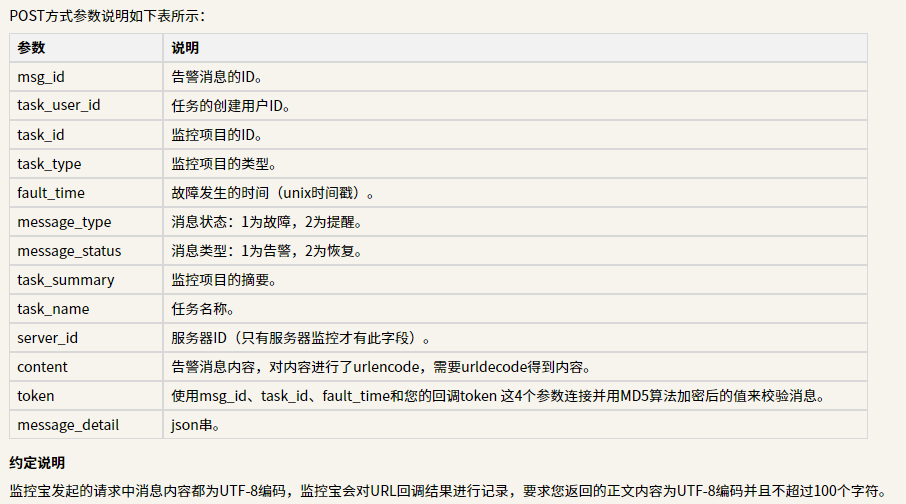 POST方式参数说明如下表所示：
参数 说明
msg_id 告警消息的ID。
task_user_id 任务的创建用户ID。
task_id 监控项目的ID。
task_type 监控项目的类型。
fault_time 故障发生的时间（unix时间戳）。
message_type 消息状态：1为故障，2为提醒。
message_status 消息类型：1为告警，2为恢复。
task_summary 监控项目的摘要。
task_name 任务名称。
server_id 服务器ID（只有服务器监控才有此字段）。
content 告警消息内容，对内容进行了urlencode，需要urldecode得到内容。
token 使用msg_id、task_id、fault_time和您的回调token 这4个参数连接并用MD5算法加密后的值来校验消息。
message_detail json串。
约定说明
监控宝发起的请求中消息内容都为UTF-8编码，监控宝会对URL回调结果进行记录，要求您返回的正文内容为UTF-8编码并且不超过100个字符。